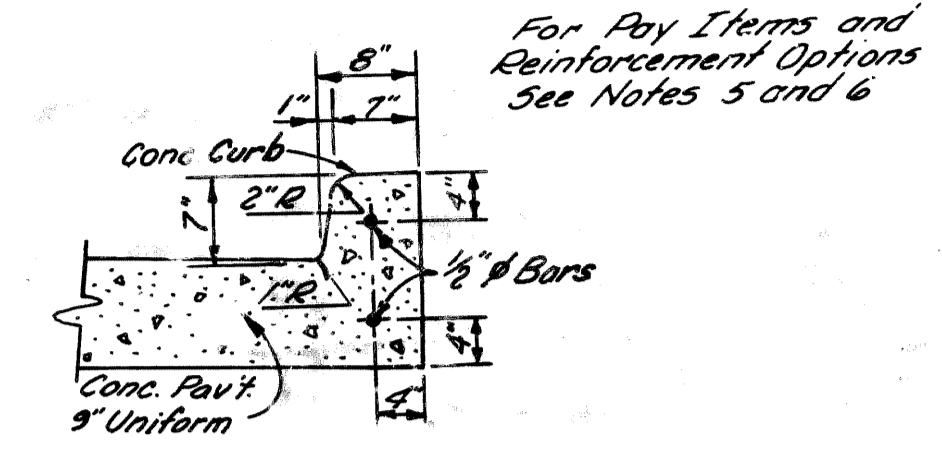 For Pay Items and
Reinforcement Options
See Notes 5 and 6
8"
1" 7"
Conc Curb
2"R
7"
4"
1/2" ø Bars
1"R
4"
Conc. Pav't.
9" Uniform
4"